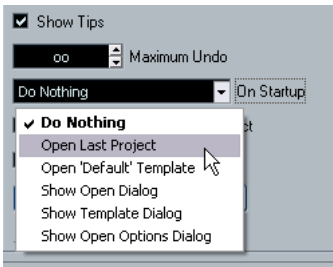 Show Tips
oo Maximum Undo
Do Nothing On Startup
Do Nothing
Open Last Project
Open 'Default' Template
Show Open Dialog
Show Template Dialog
Show Open Options Dialog